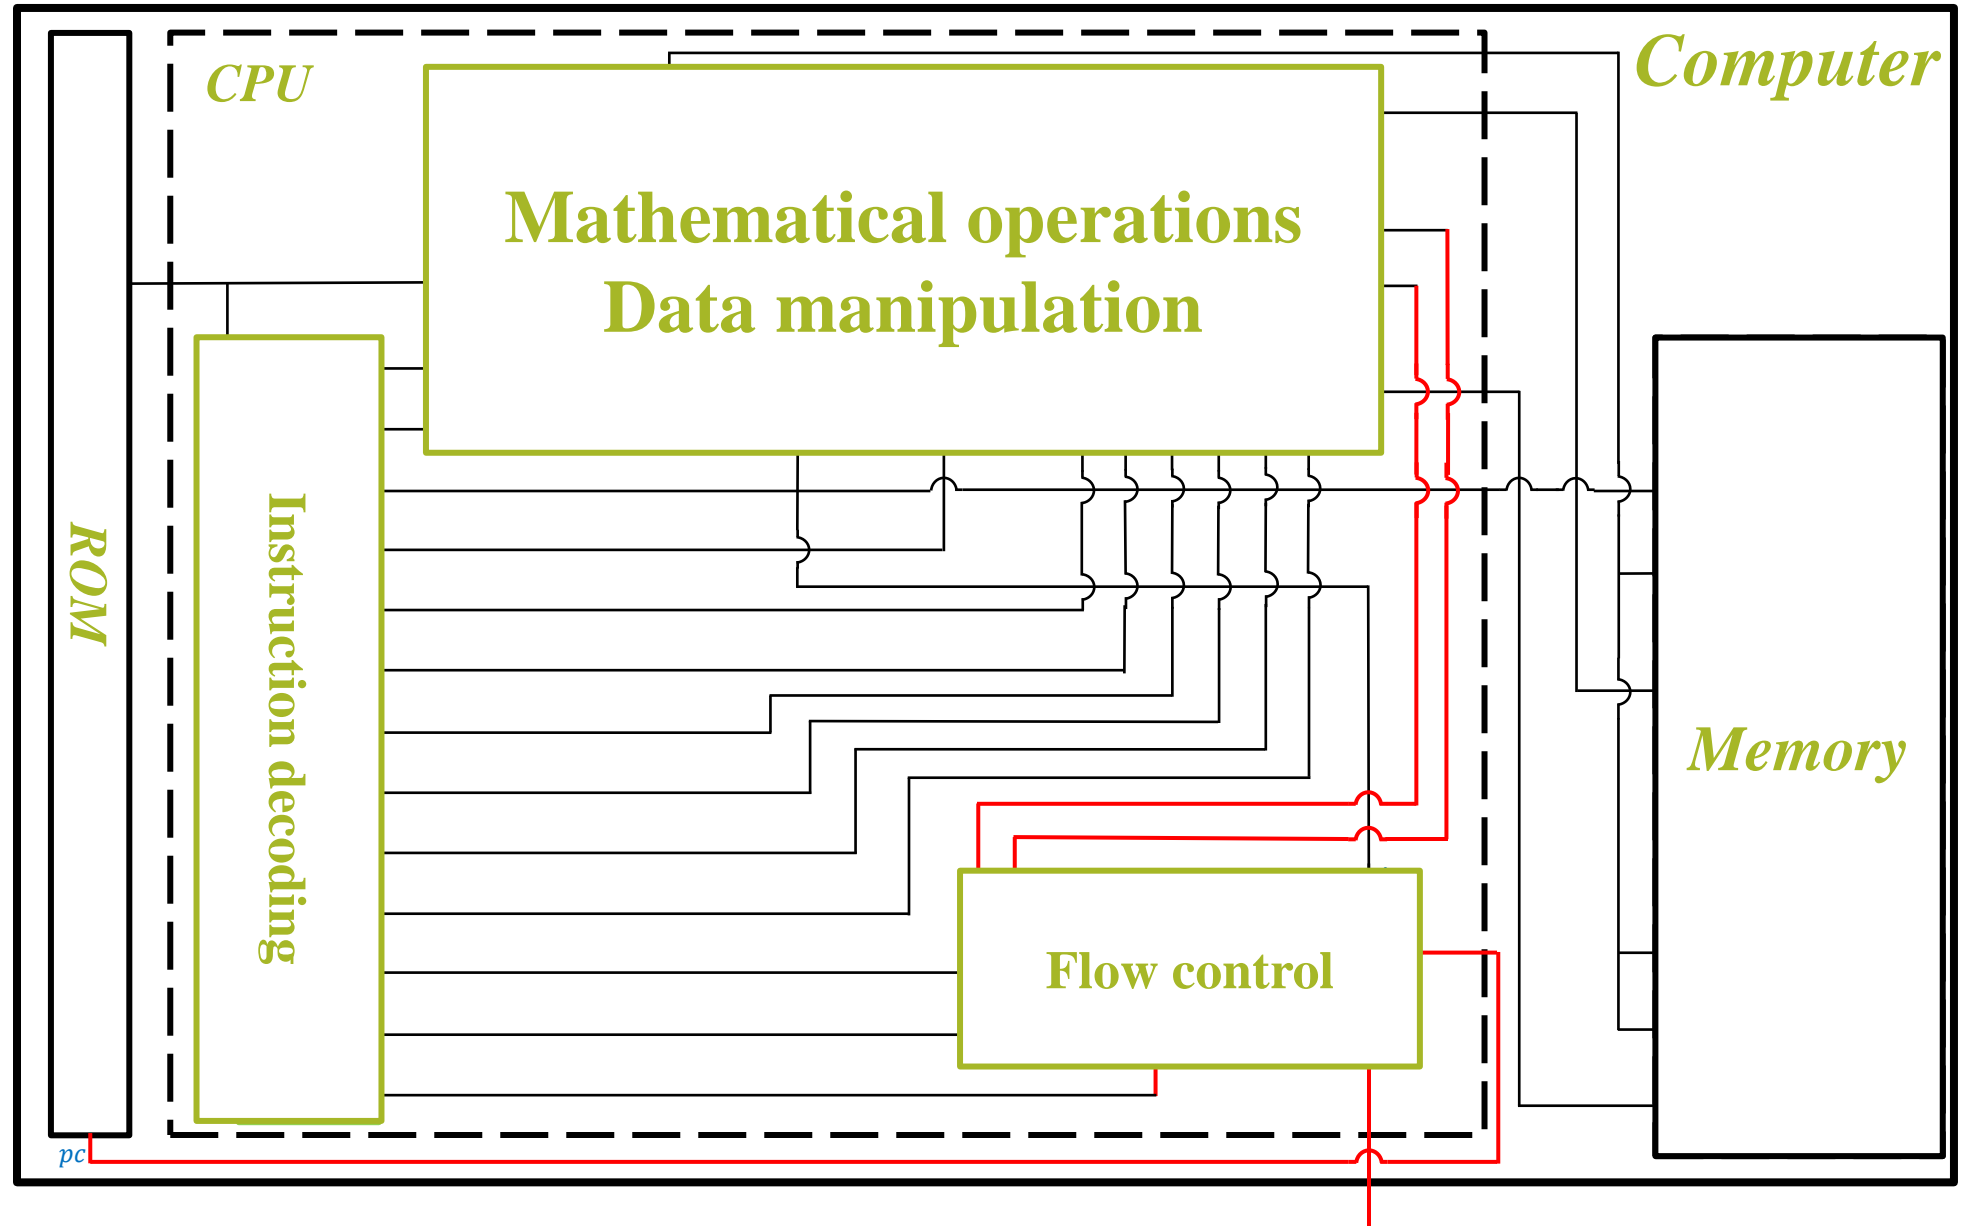 CPU
Computer
Mathematical operations
Data manipulation
ROM
Instruction decoding
Memory
Flow control
pc